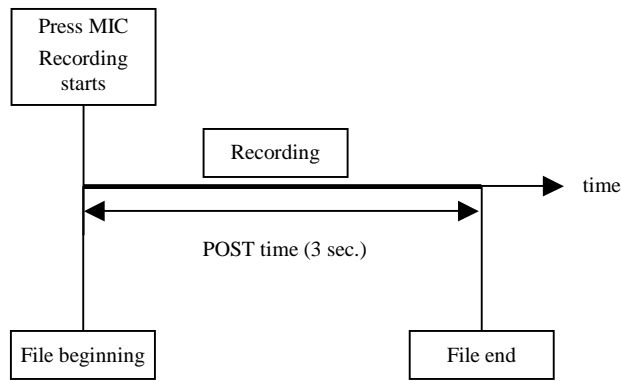 Press MIC
Recording
starts
Recording
time
POST time (3 sec.)
File beginning
File end